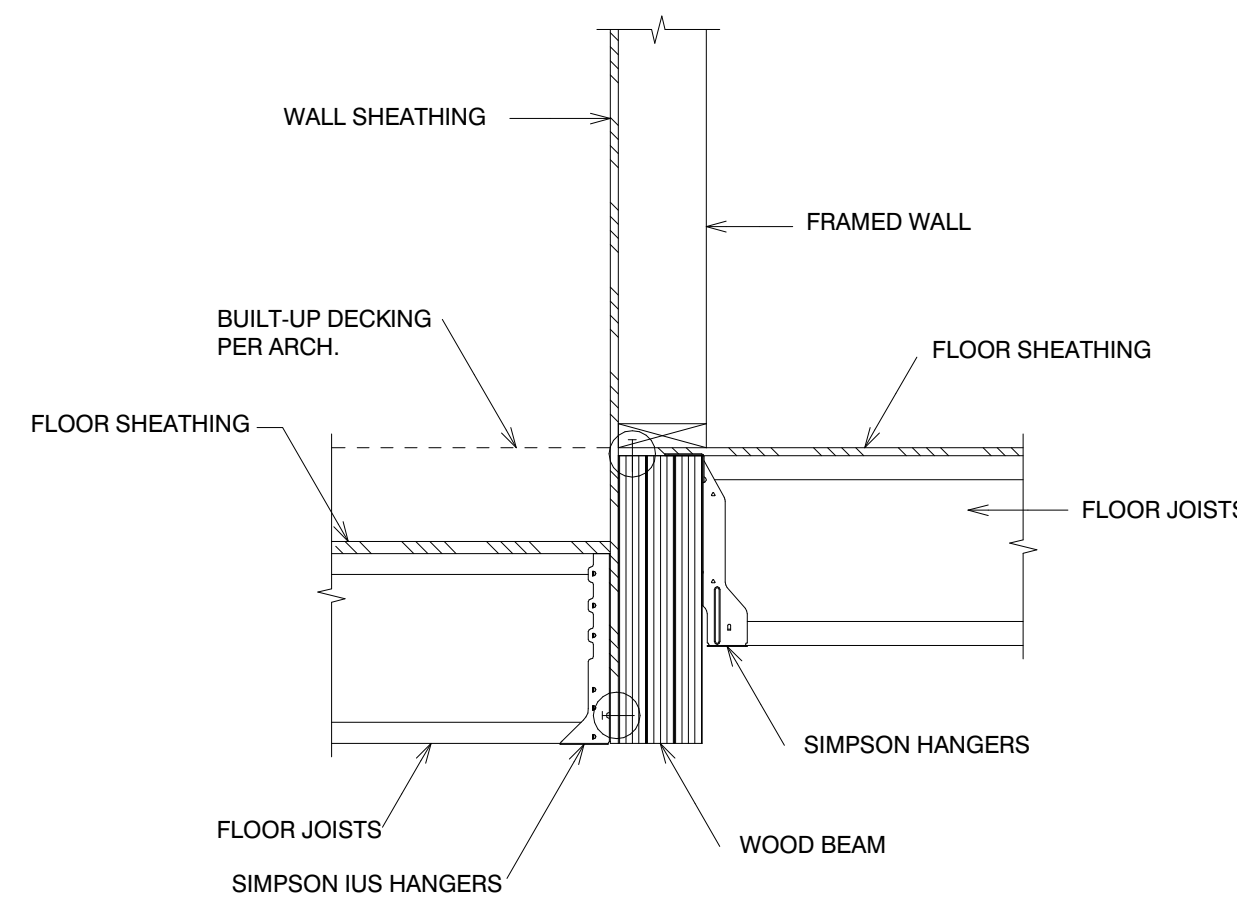 WALL SHEATHING
FRAMED WALL
BUILT-UP DECKING
PER ARCH.
FLOOR SHEATHING
FLOOR SHEATHING
FLOOR JOISTS
SIMPSON HANGERS
FLOOR JOISTS
WOOD BEAM
SIMPSON IUS HANGERS